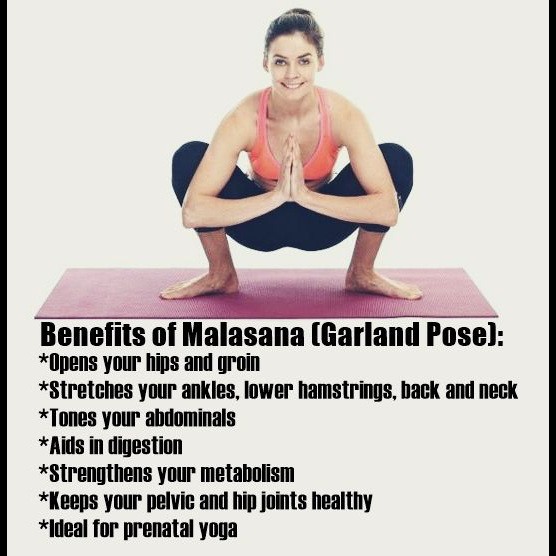 Benefits of Malasana (Garland Pose):
*Opens your hips and groin
*Stretches your ankles, lower hamstrings, back and neck
*Tones your abdominals
*Aids in digestion
*Strengthens your metabolism
*Keeps your pelvic and hip joints healthy
*Ideal for prenatal yoga